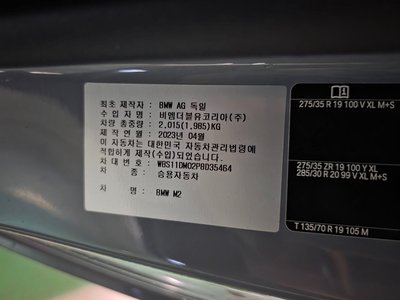 최초 제작자 : BMW AG 독일
수 입 자 : 비엠더블유코리아(주)
차량 총중량 : 2,015(1,985)KG
제작 연월 : 2023년 04월
이 자동차는 대한민국 자동차관리법령에
적합하게 제작(수입)되었습니다.
차 대 번 호 : WBS11DM02P8D35464
차 종 : 승용자동차
차 명 : BMW M2
275/35 R 19 100 V XL M+S
275/35 ZR 19 100 Y XL
285/30 R 20 99 V XL M+S
T 135/70 R 19 105 M